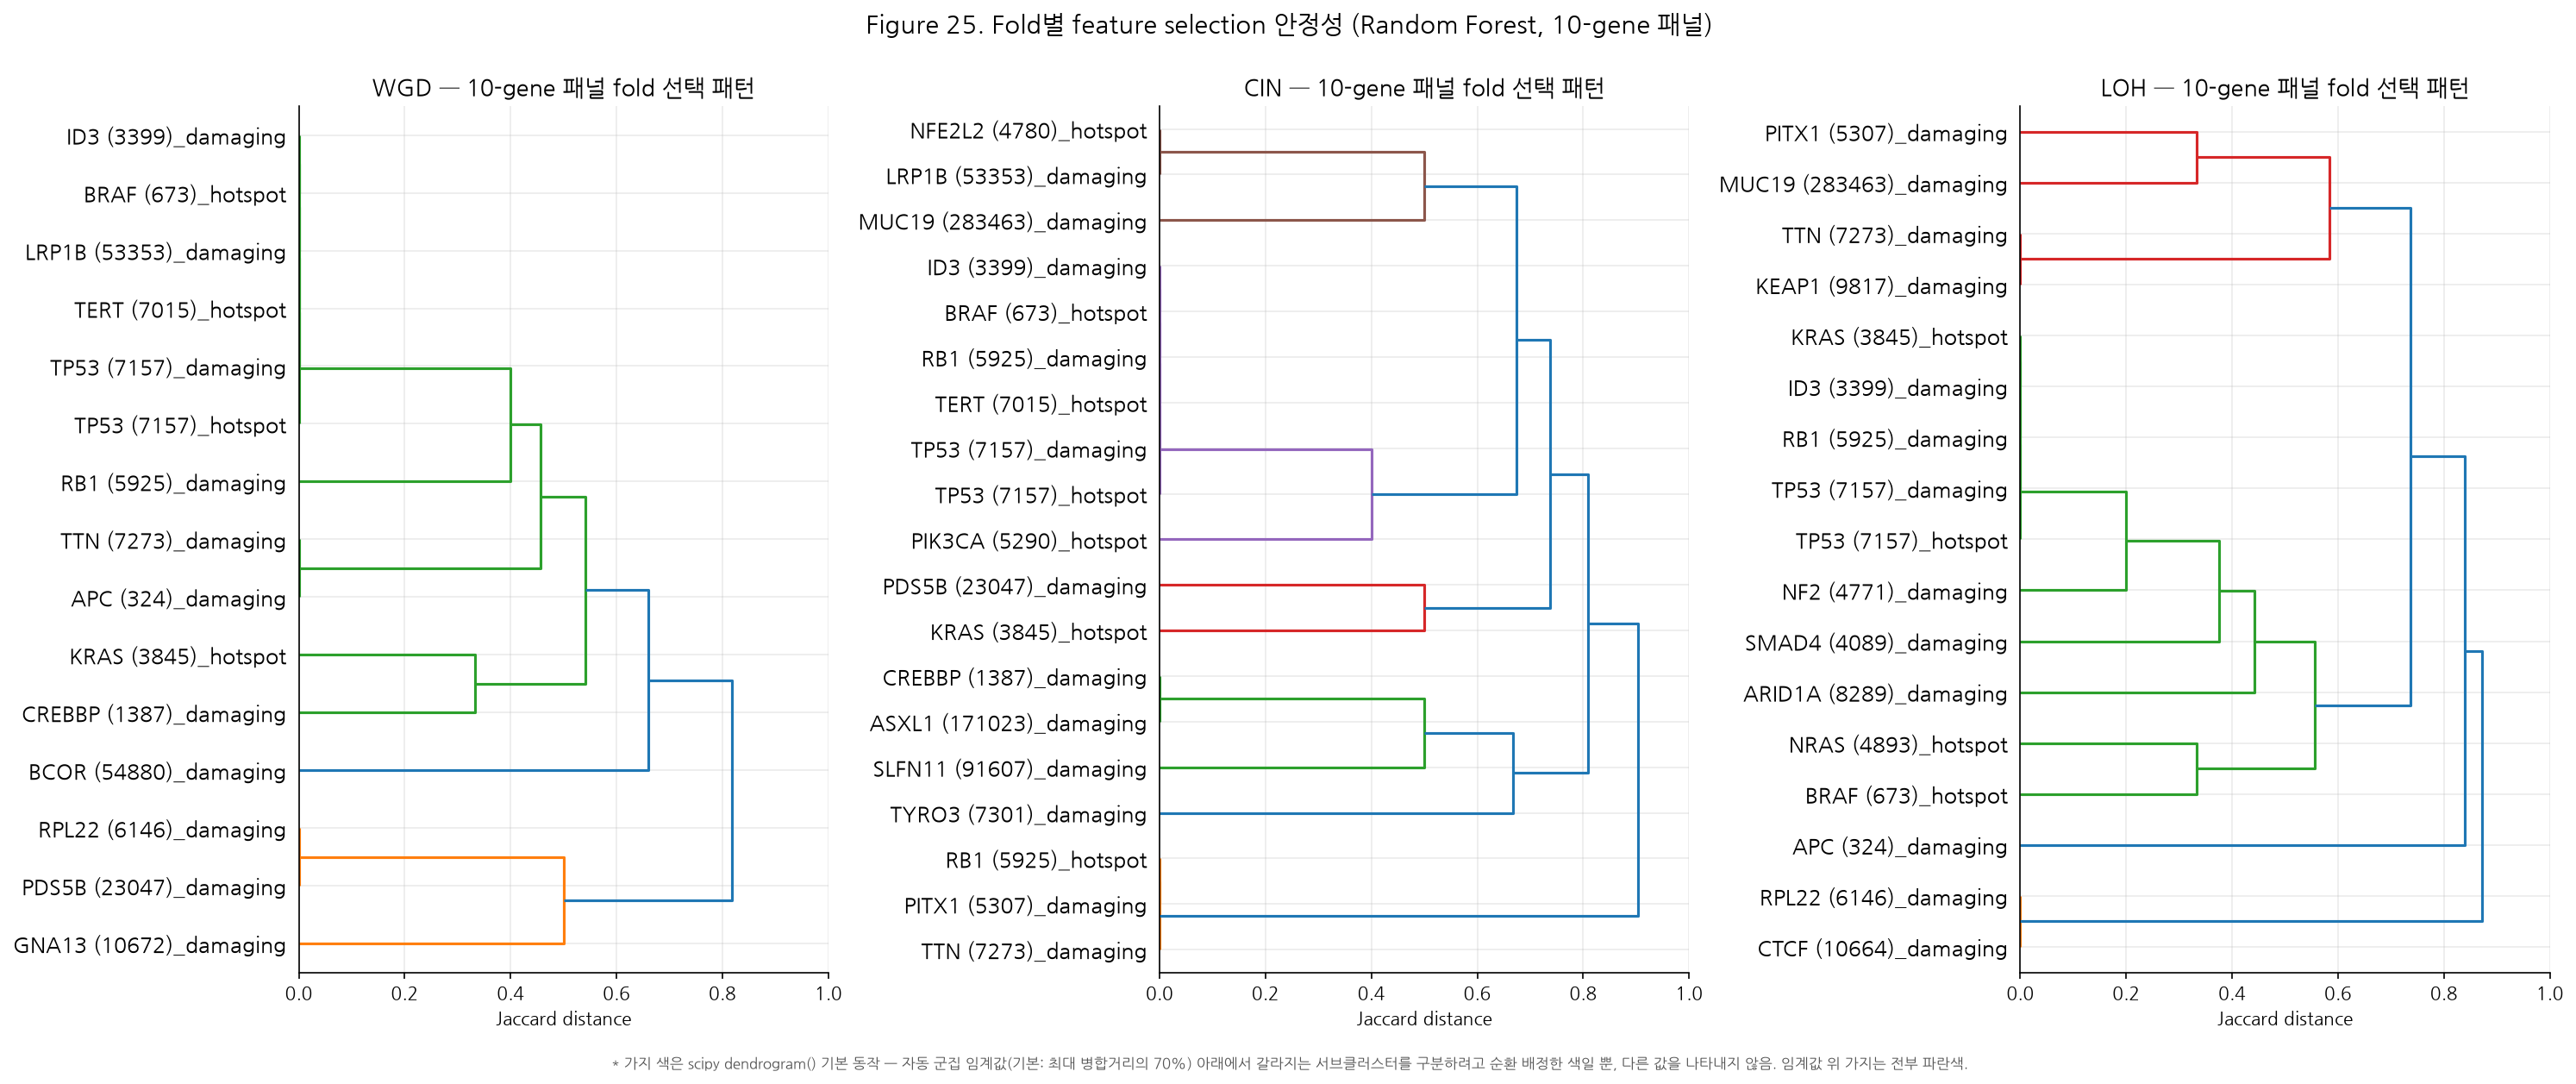 Figure 25. Fold별 feature selection 안정성 (Random Forest, 10-gene 패널)
WGD — 10-gene 패널 fold 선택 패턴
ID3 (3399)_damaging
BRAF (673)_hotspot
LRP1B (53353)_damaging
TERT (7015)_hotspot
TP53 (7157)_damaging
TP53 (7157)_hotspot
RB1 (5925)_damaging
TTN (7273)_damaging
APC (324)_damaging
KRAS (3845)_hotspot
CREBBP (1387)_damaging
BCOR (54880)_damaging
RPL22 (6146)_damaging
PDS5B (23047)_damaging
GNA13 (10672)_damaging
0.0 0.2 0.4 0.6 0.8 1.0
Jaccard distance
CIN — 10-gene 패널 fold 선택 패턴
NFE2L2 (4780)_hotspot
LRP1B (53353)_damaging
MUC19 (283463)_damaging
ID3 (3399)_damaging
BRAF (673)_hotspot
RB1 (5925)_damaging
TERT (7015)_hotspot
TP53 (7157)_damaging
TP53 (7157)_hotspot
PIK3CA (5290)_hotspot
PDS5B (23047)_damaging
KRAS (3845)_hotspot
CREBBP (1387)_damaging
ASXL1 (171023)_damaging
SLFN11 (91607)_damaging
TYRO3 (7301)_damaging
RB1 (5925)_hotspot
PITX1 (5307)_damaging
TTN (7273)_damaging
0.0 0.2 0.4 0.6 0.8 1.0
Jaccard distance
LOH — 10-gene 패널 fold 선택 패턴
PITX1 (5307)_damaging
MUC19 (283463)_damaging
TTN (7273)_damaging
KEAP1 (9817)_damaging
KRAS (3845)_hotspot
ID3 (3399)_damaging
RB1 (5925)_damaging
TP53 (7157)_damaging
TP53 (7157)_hotspot
NF2 (4771)_damaging
SMAD4 (4089)_damaging
ARID1A (8289)_damaging
NRAS (4893)_hotspot
BRAF (673)_hotspot
APC (324)_damaging
RPL22 (6146)_damaging
CTCF (10664)_damaging
0.0 0.2 0.4 0.6 0.8 1.0
Jaccard distance
* 가지 색은 scipy dendrogram() 기본 동작 — 자동 군집 임계값(기본: 최대 병합거리의 70%) 아래에서 갈라지는 서브클러스터를 구분하려고 순환 배정한 색일 뿐, 다른 값을 나타내지 않음. 임계값 위 가지는 전부 파란색.